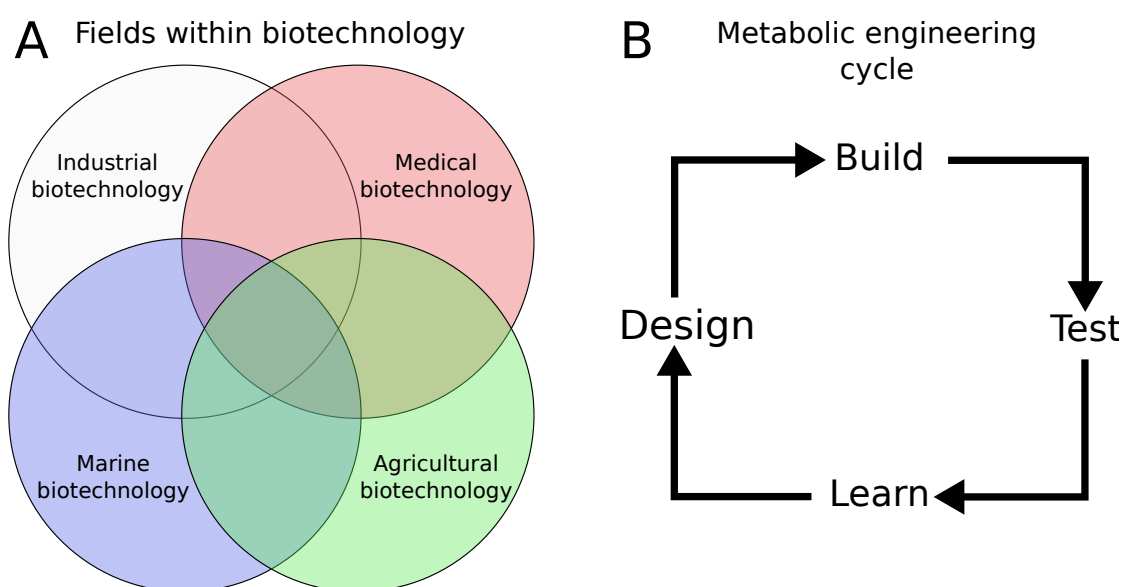 A
Fields within biotechnology
Industrial
biotechnology
Medical
biotechnology
Marine
biotechnology
Agricultural
biotechnology
B
Metabolic engineering
cycle
Build
Test
Learn
Design